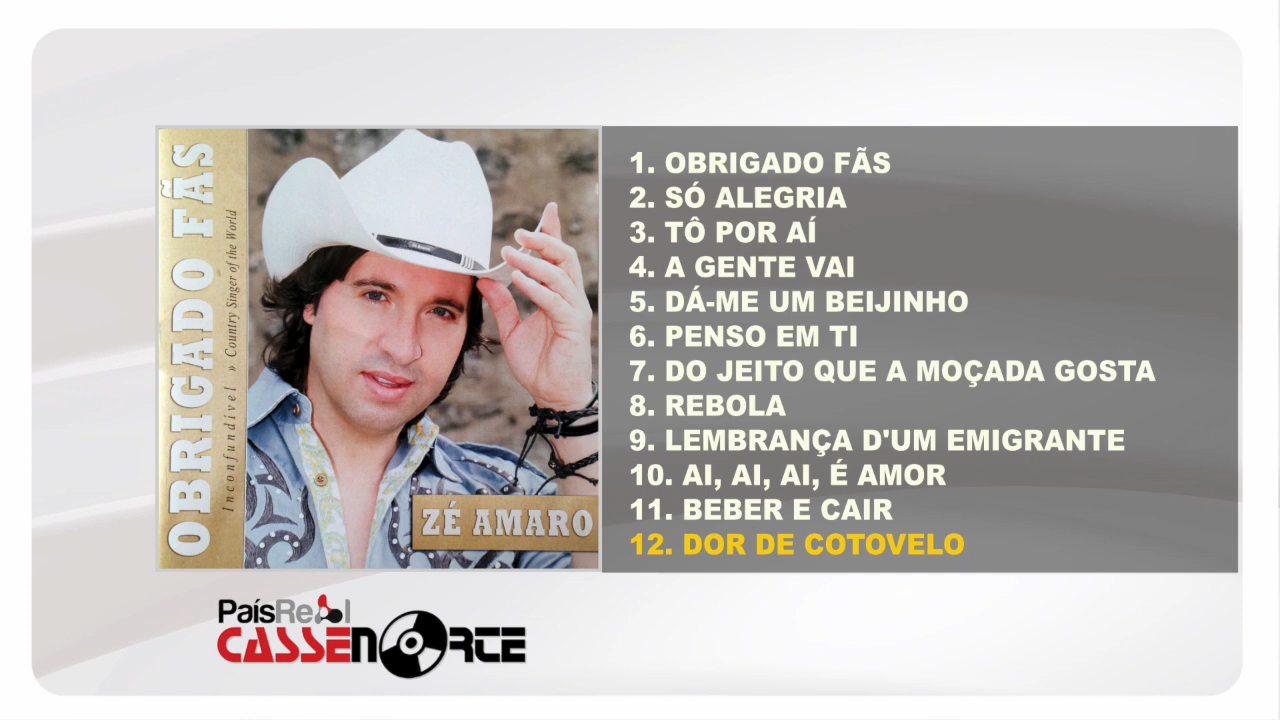 OBRIGADO FÃS
Inconfundível » Country Singer of the World
ZÉ AMARO
1. OBRIGADO FÃS
2. SÓ ALEGRIA
3. TÔ POR AÍ
4. A GENTE VAI
5. DÁ-ME UM BEIJINHO
6. PENSO EM TI
7. DO JEITO QUE A MOÇADA GOSTA
8. REBOLA
9. LEMBRANÇA D'UM EMIGRANTE
10. AI, AI, AI, É AMOR
11. BEBER E CAIR
12. DOR DE COTOVELO
PaísReal
CASSENORTE